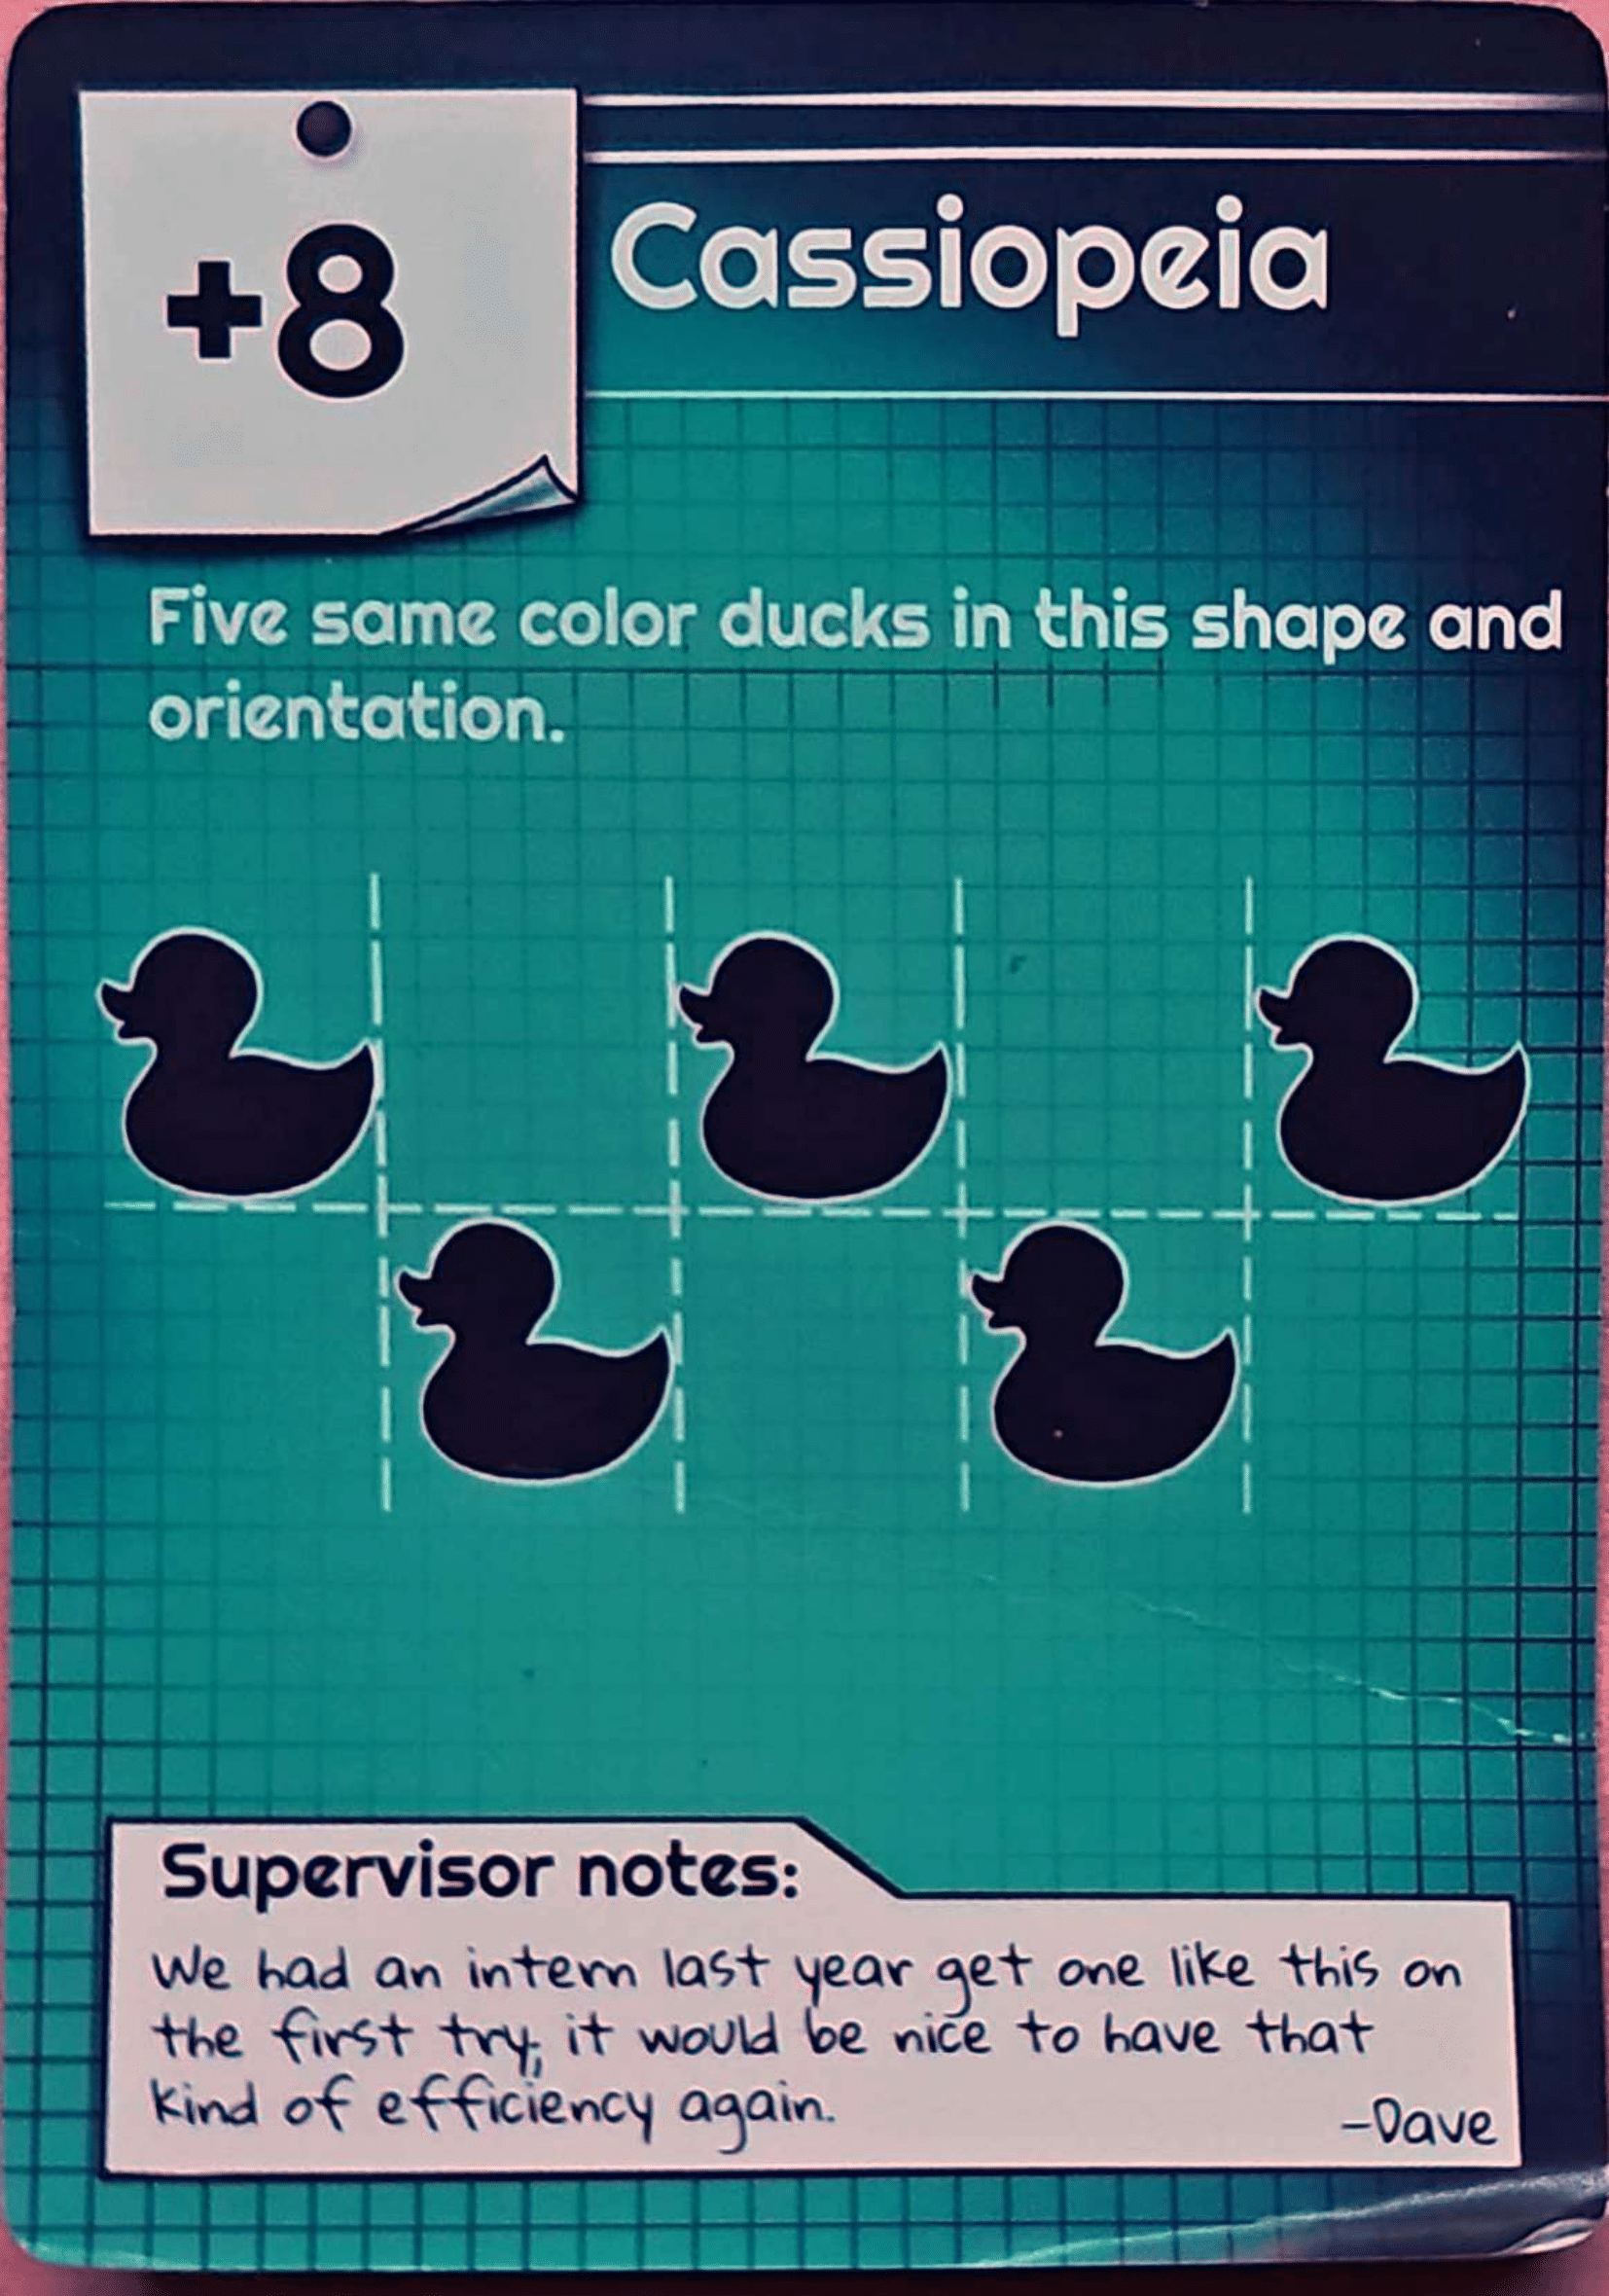 +8
Cassiopeia
Five same color ducks in this shape and
orientation.
Supervisor notes:
We had an intern last year get one like this on
the first try, it would be nice to have that
kind of efficiency again.
-Dave